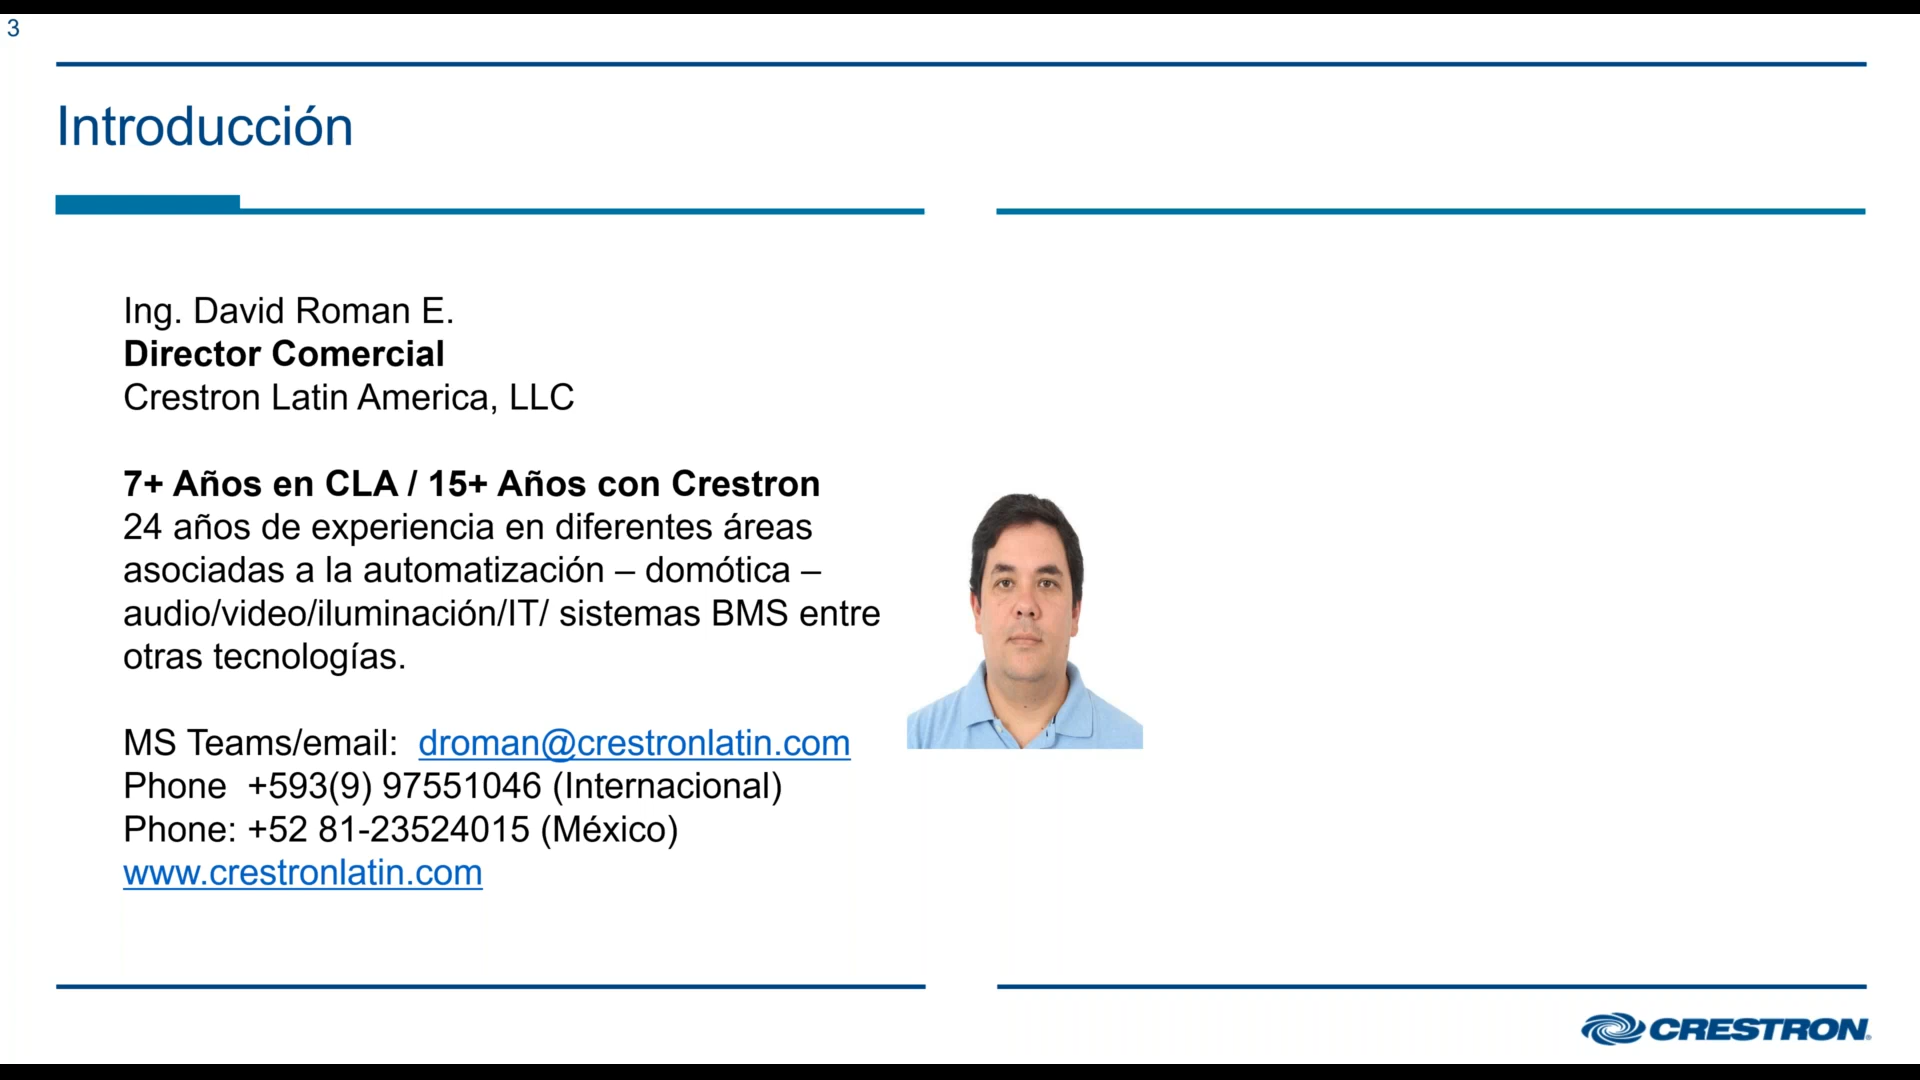 3
Introducción
Ing. David Roman E.
Director Comercial
Crestron Latin America, LLC
7+ Años en CLA / 15+ Años con Crestron
24 años de experiencia en diferentes áreas
asociadas a la automatización – domótica –
audio/video/iluminación/IT/ sistemas BMS entre
otras tecnologías.
MS Teams/email:  droman@crestronlatin.com
Phone  +593(9) 97551046 (Internacional)
Phone: +52 81-23524015 (México)
www.crestronlatin.com
CRESTRON®